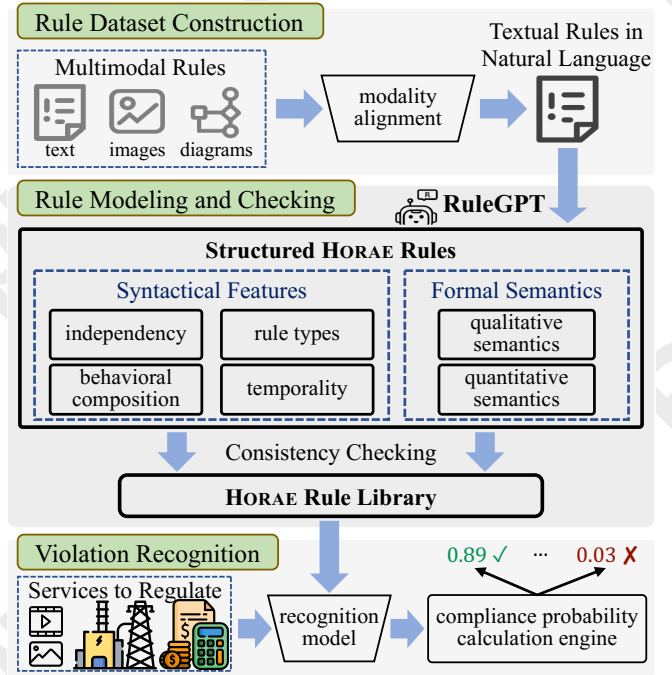 Rule Dataset Construction
Multimodal Rules
text
images
diagrams
modality
alignment
Textual Rules in
Natural Language
Rule Modeling and Checking
R
RuleGPT
Structured HORAE Rules
Syntactical Features
independency
rule types
behavioral
composition
temporality
Formal Semantics
qualitative
semantics
quantitative
semantics
Consistency Checking
HORAE Rule Library
Violation Recognition
Services to Regulate
$
$
recognition
model
0.89 ✓ ... 0.03 ✗
compliance probability
calculation engine